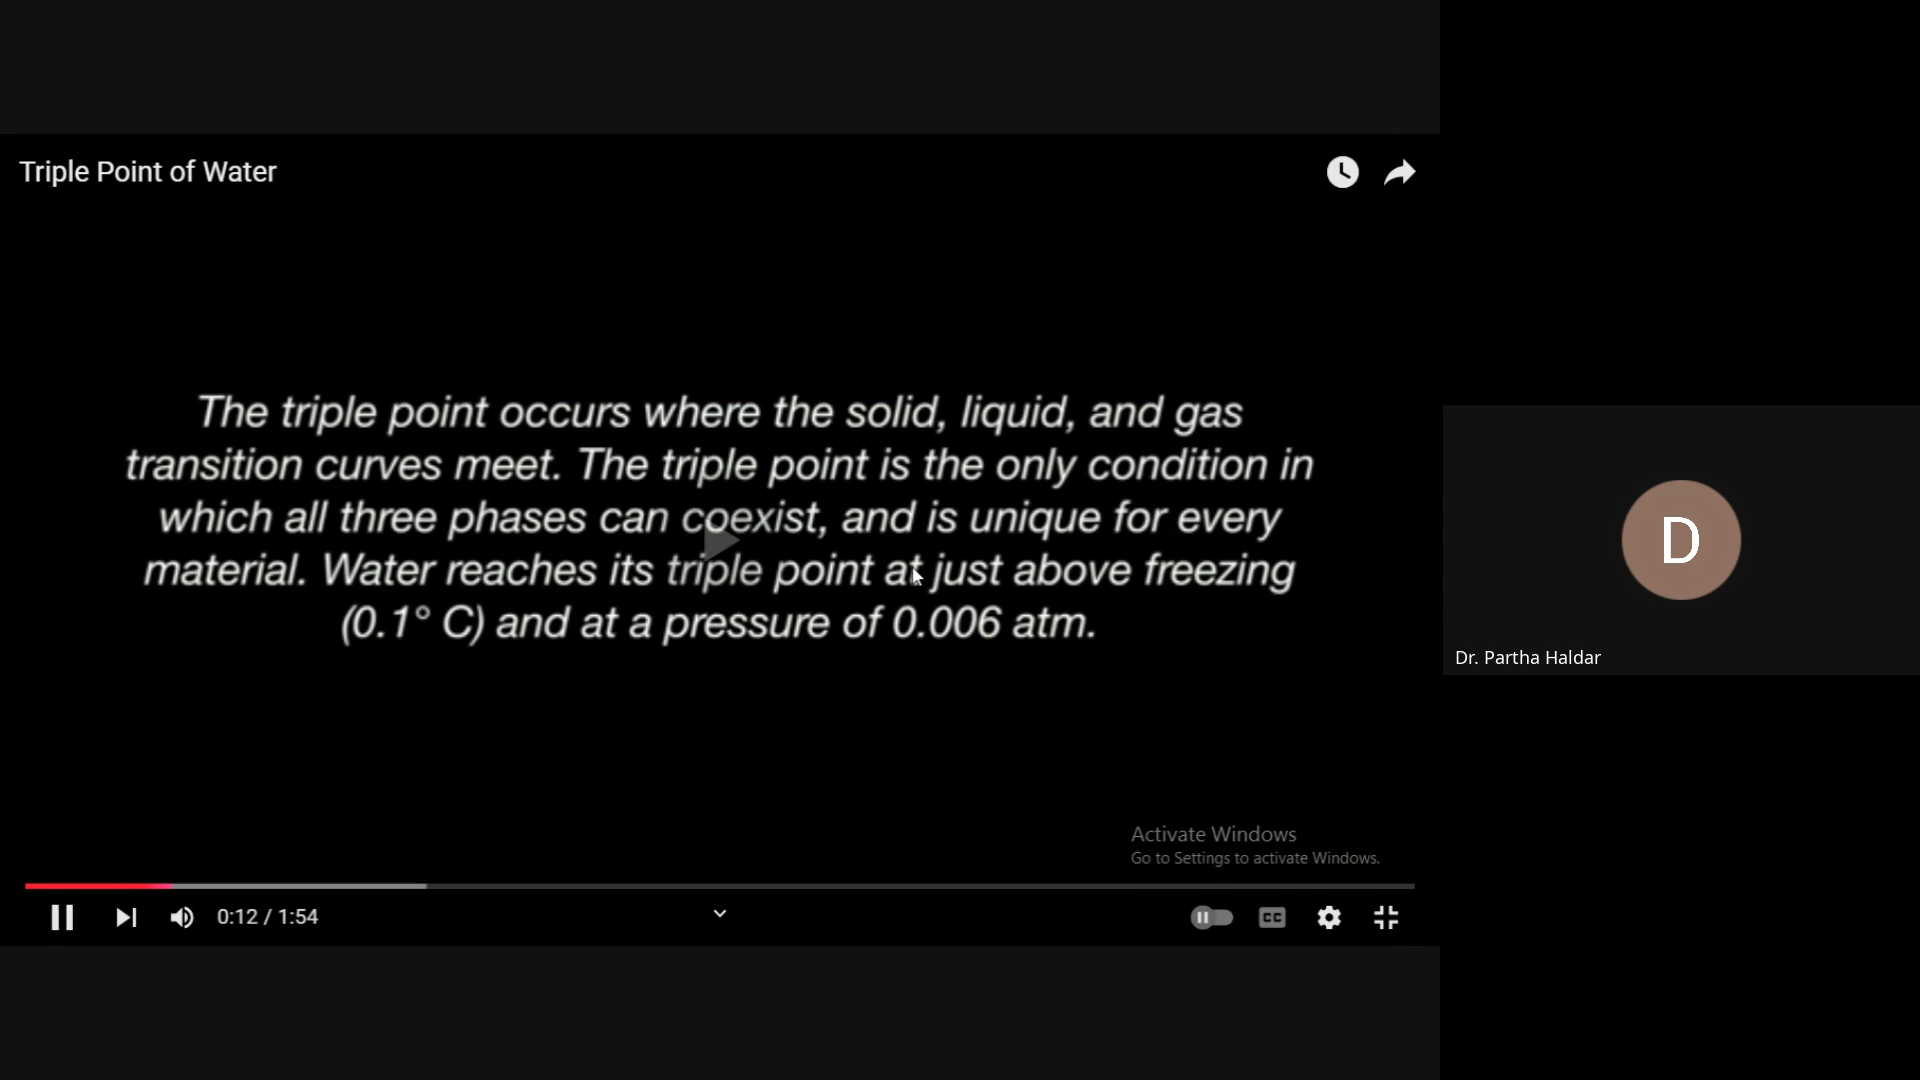 Triple Point of Water
The triple point occurs where the solid, liquid, and gas
transition curves meet. The triple point is the only condition in
which all three phases can coexist, and is unique for every
material. Water reaches its triple point at just above freezing
(0.1° C) and at a pressure of 0.006 atm.
D
Dr. Partha Haldar
Activate Windows
Go to Settings to activate Windows.
0:12 / 1:54
CC